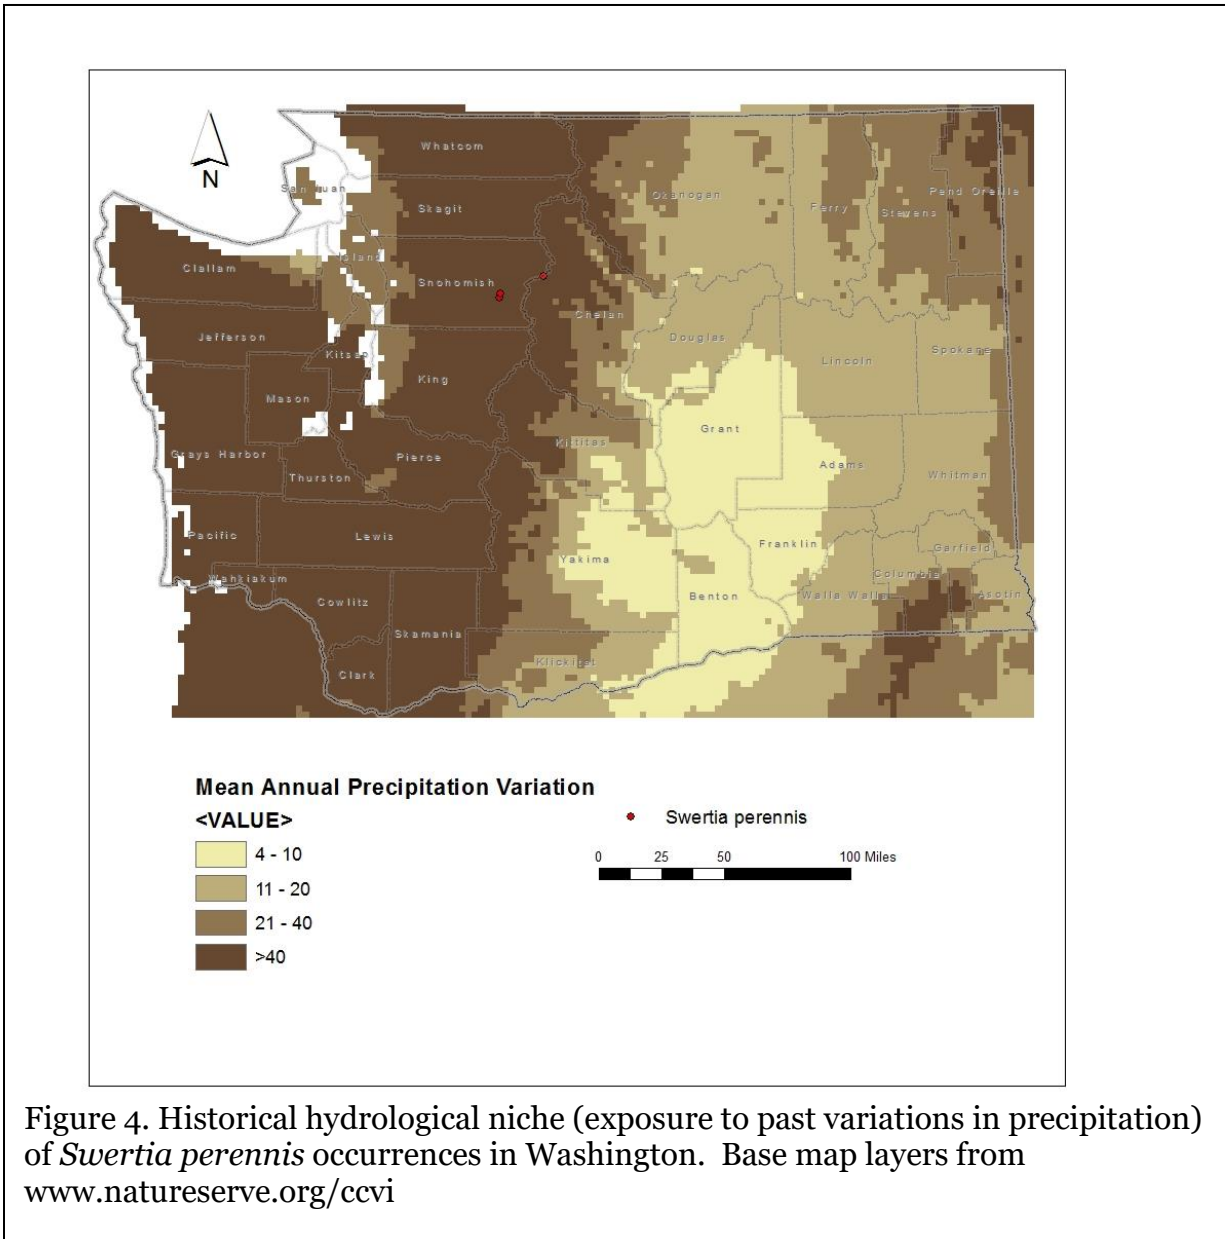 N
Whatcom
San Juan
Okanogan
Pend Oreille
Skagit
Ferry
Stevens
Island
Clallam
Snohomish
Chelan
Jefferson
Douglas
Kitsap
Lincoln
Spokane
King
Mason
Grant
Kittitas
Grays Harbor
Pierce
Adams
Thurston
Whitman
Pacific
Lewis
Franklin
Garfield
Yakima
Columbia
Wahkiakum
Benton
Walla Walla
Asotin
Cowlitz
Skamania
Klickitat
Clark
Mean Annual Precipitation Variation
<VALUE>
4 - 10
11 - 20
21 - 40
>40
Swertia perennis
0 25 50 100 Miles
Figure 4. Historical hydrological niche (exposure to past variations in precipitation)
of Swertia perennis occurrences in Washington. Base map layers from
www.natureserve.org/ccvi